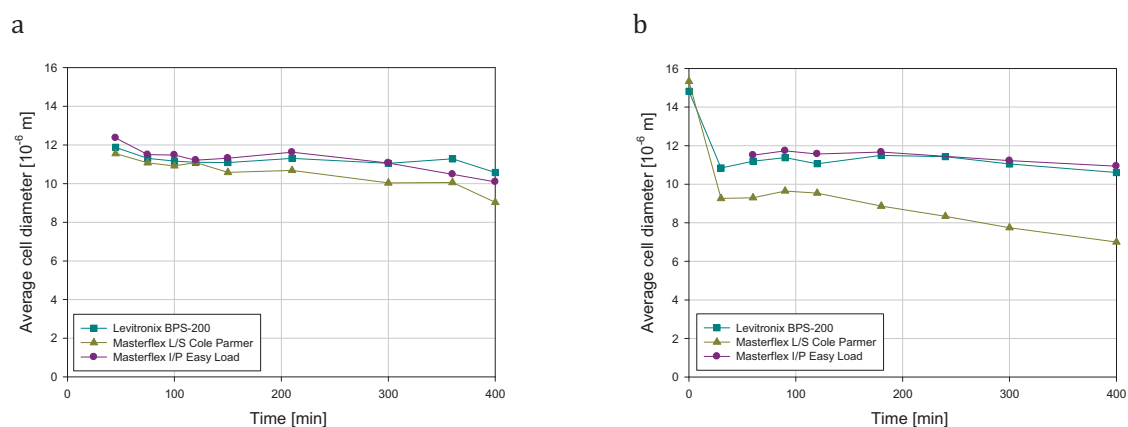 a
b
16
14
12
10
8
6
4
2
0
Average cell diameter [10⁻⁶ m]
Levitronix BPS-200
Masterflex L/S Cole Parmer
Masterflex I/P Easy Load
0 100 200 300 400
Time [min]
16
14
12
10
8
6
4
2
0
Average cell diameter [10⁻⁶ m]
Levitronix BPS-200
Masterflex L/S Cole Parmer
Masterflex I/P Easy Load
0 100 200 300 400
Time [min]